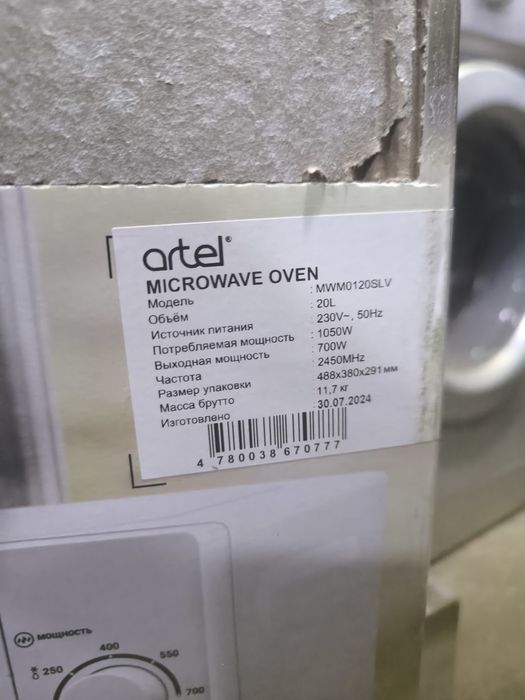 artel®
MICROWAVE OVEN
Модель : MWM0120SLV
Объём : 20L
Источник питания : 230V~, 50Hz
Потребляемая мощность : 1050W
Выходная мощность : 700W
Частота : 2450MHz
Размер упаковки : 488x380x291мм
Масса брутто : 11,7 кг
Изготовлено : 30.07.2024
4 780038 670777
МОЩНОСТЬ
250
400
550
700